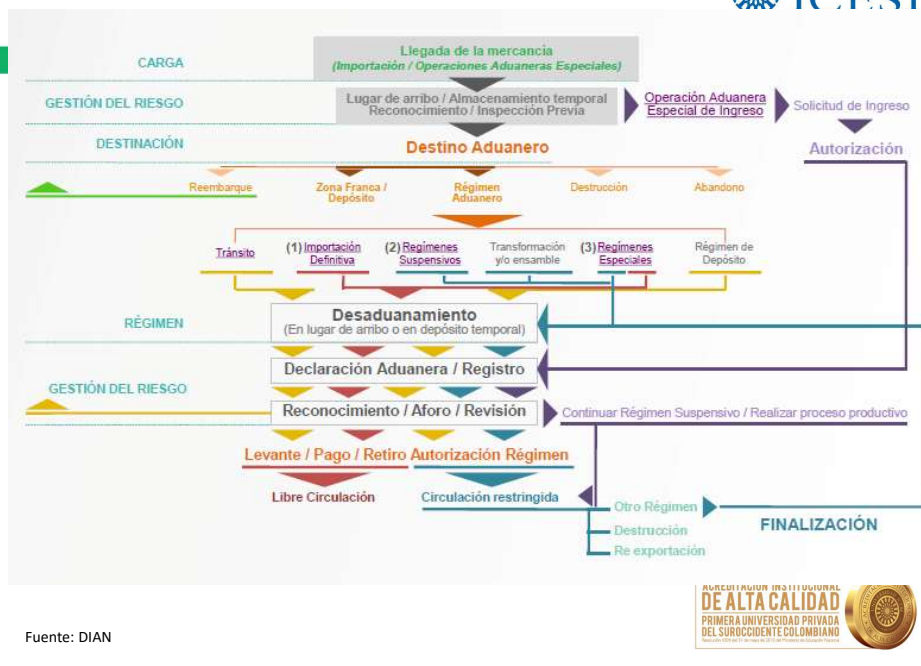 ICESI
CARGA
Llegada de la mercancía
(Importación / Operaciones Aduaneras Especiales)
GESTIÓN DEL RIESGO
Lugar de arribo / Almacenamiento temporal
Reconocimiento / Inspección Previa
Operación Aduanera
Especial de Ingreso
Solicitud de Ingreso
DESTINACIÓN
Destino Aduanero
Autorización
Reembarque
Zona Franca /
Depósito
Régimen
Aduanero
Destrucción
Abandono
Tránsito
(1) Importación
Definitiva
(2) Regímenes
Suspensivos
Transformación
y/o ensamble
(3) Regímenes
Especiales
Régimen de
Depósito
RÉGIMEN
Desaduanamiento
(En lugar de arribo o en depósito temporal)
Declaración Aduanera / Registro
GESTIÓN DEL RIESGO
Reconocimiento / Aforo / Revisión
Continuar Régimen Suspensivo / Realizar proceso productivo
Levante / Pago / Retiro
Autorización Régimen
Libre Circulación
Circulación restringida
Otro Régimen
Destrucción
Re exportación
FINALIZACIÓN
ACREDITACIÓN INSTITUCIONAL
DE ALTA CALIDAD
PRIMERA UNIVERSIDAD PRIVADA
DEL SUROCCIDENTE COLOMBIANO
Fuente: DIAN